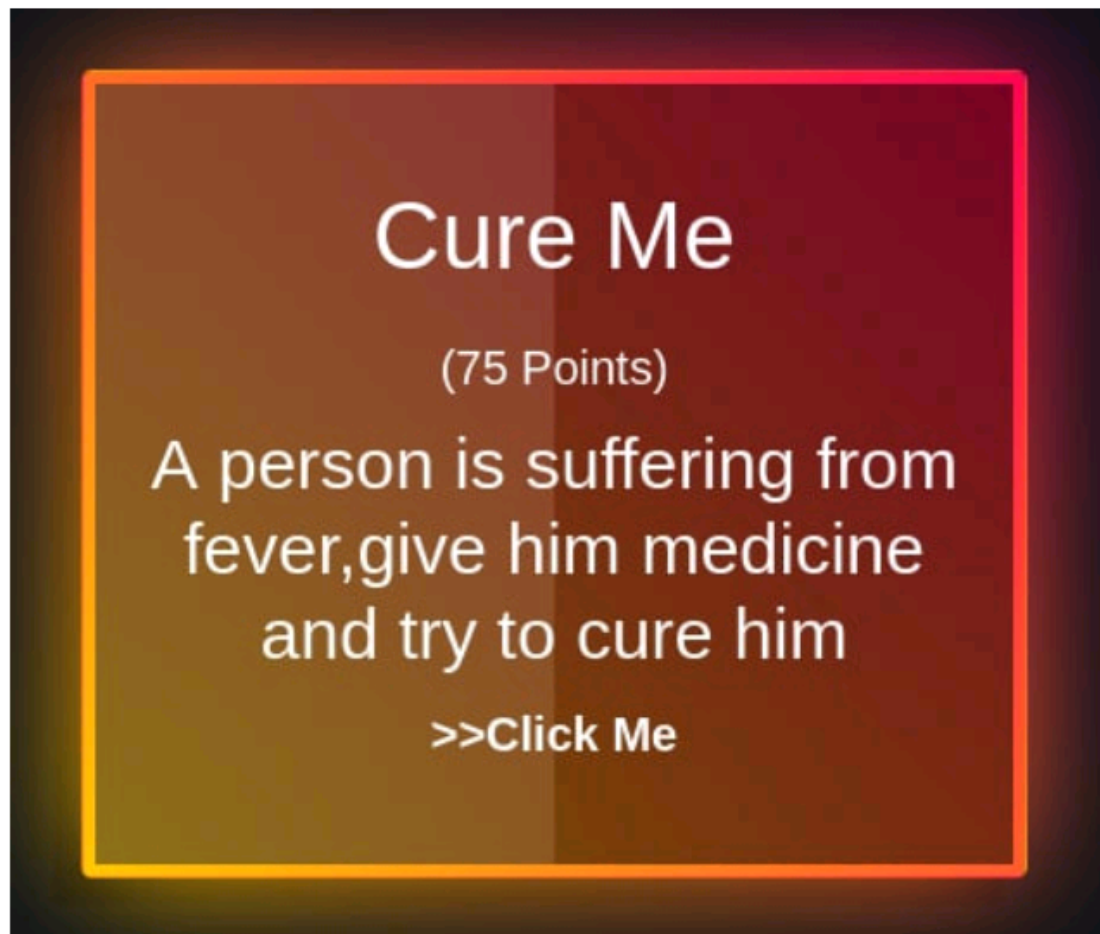 Cure Me
(75 Points)
A person is suffering from
fever,give him medicine
and try to cure him
>>Click Me